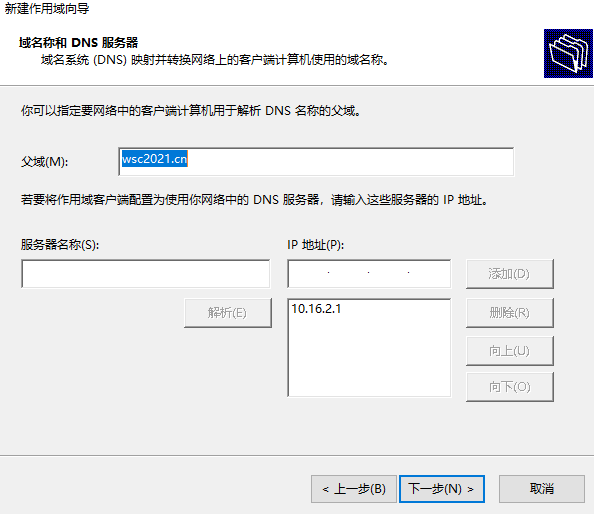 新建作用域向导
域名称和 DNS 服务器
域名系统 (DNS) 映射并转换网络上的客户端计算机使用的域名称。
你可以指定要网络中的客户端计算机用于解析 DNS 名称的父域。
父域(M):
wsc2021.cn
若要将作用域客户端配置为使用你网络中的 DNS 服务器，请输入这些服务器的 IP 地址。
服务器名称(S):
IP 地址(P):
添加(D)
解析(E)
10.16.2.1
删除(R)
向上(U)
向下(O)
< 上一步(B)
下一步(N) >
取消